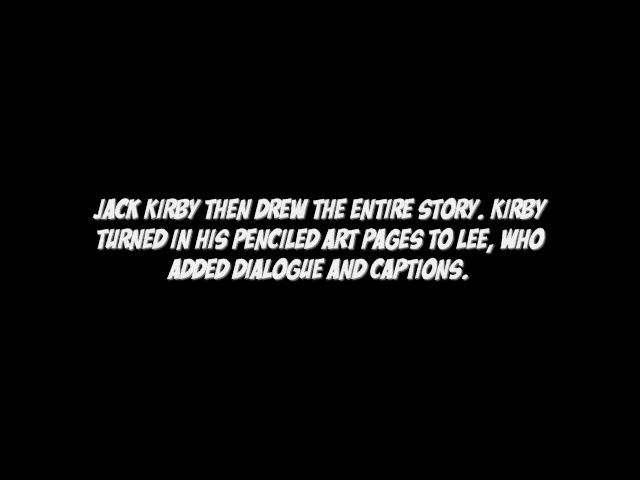 JACK KIRBY THEN DREW THE ENTIRE STORY. KIRBY
TURNED IN HIS PENCILED ART PAGES TO LEE, WHO
ADDED DIALOGUE AND CAPTIONS.